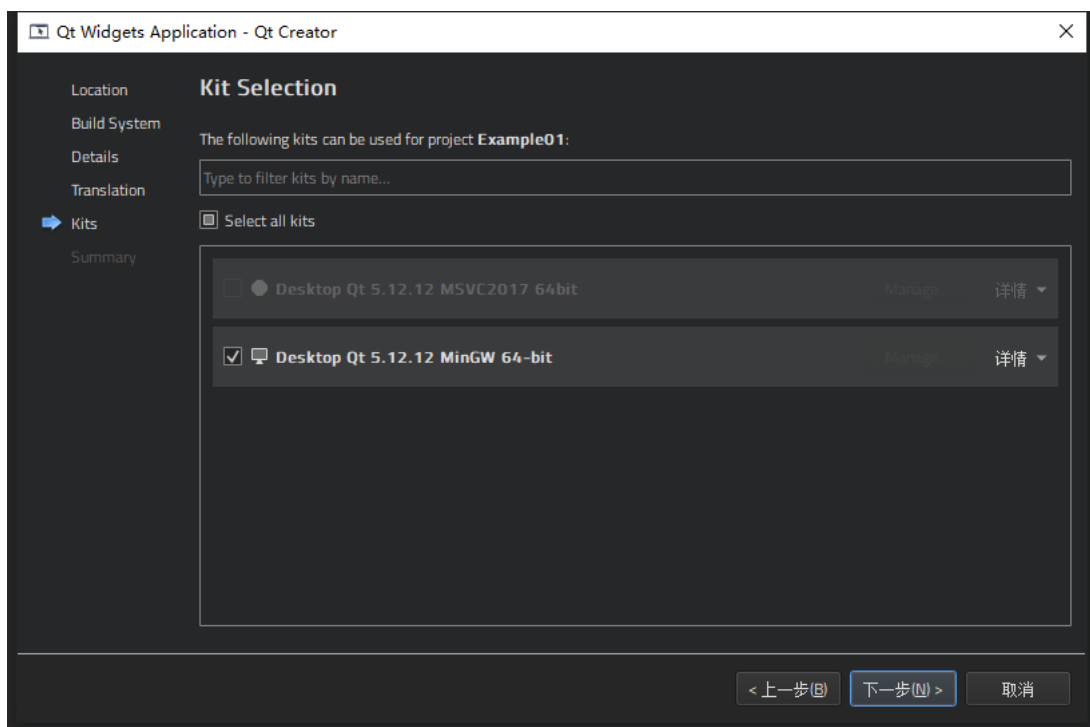 Qt Widgets Application - Qt Creator
Location
Build System
Details
Translation
Kits
Summary
Kit Selection
The following kits can be used for project Example01:
Type to filter kits by name...
Select all kits
Desktop Qt 5.12.12 MSVC2017 64bit
Manage...
详情
Desktop Qt 5.12.12 MinGW 64-bit
Manage...
详情
< 上一步(B)
下一步(N) >
取消